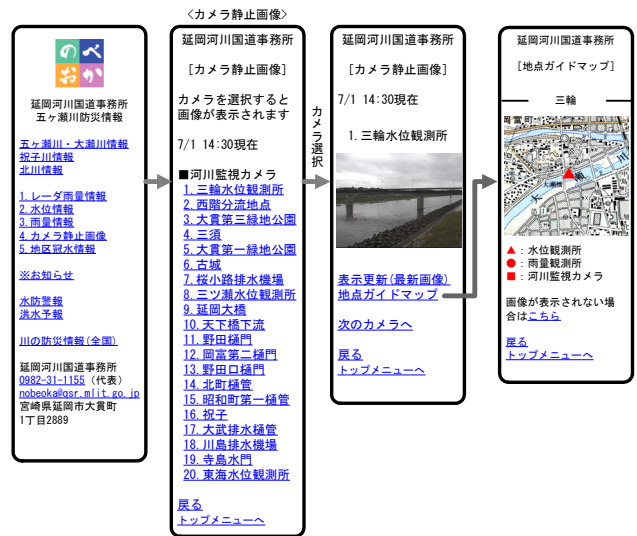 <カメラ静止画像>
のべ
おか
延岡河川国道事務所
五ヶ瀬川防災情報
五ヶ瀬川・大瀬川情報
祝子川情報
北川情報
1. レーダ雨量情報
2. 水位情報
3. 雨量情報
4. カメラ静止画像
5. 地区冠水情報
※お知らせ
水防警報
洪水予報
川の防災情報(全国)
延岡河川国道事務所
0982-31-1155（代表）
nobeoka@qsr.mlit.go.jp
宮崎県延岡市大貫町
1丁目2889
延岡河川国道事務所
[カメラ静止画像]
カメラを選択すると
画像が表示されます
7/1 14:30現在
■河川監視カメラ
1. 三輪水位観測所
2. 西階分流地点
3. 大貫第三緑地公園
4. 三須
5. 大貫第一緑地公園
6. 古城
7. 桜小路排水機場
8. 三ツ瀬水位観測所
9. 延岡大橋
10. 天下橋下流
11. 野田樋門
12. 岡富第二樋門
13. 野田口樋門
14. 北町樋管
15. 昭和町第一樋管
16. 祝子
17. 大武排水樋管
18. 川島排水機場
19. 寺島水門
20. 東海水位観測所
戻る
トップメニューへ
カメラ選択
延岡河川国道事務所
[カメラ静止画像]
7/1 14:30現在
1. 三輪水位観測所
表示更新(最新画像)
地点ガイドマップ
次のカメラへ
戻る
トップメニューへ
延岡河川国道事務所
[地点ガイドマップ]
三輪
岡富町
大瀬橋
大瀬川
▲：水位観測所
●：雨量観測所
■：河川監視カメラ
画像が表示されない場
合はこちら
戻る
トップメニューへ